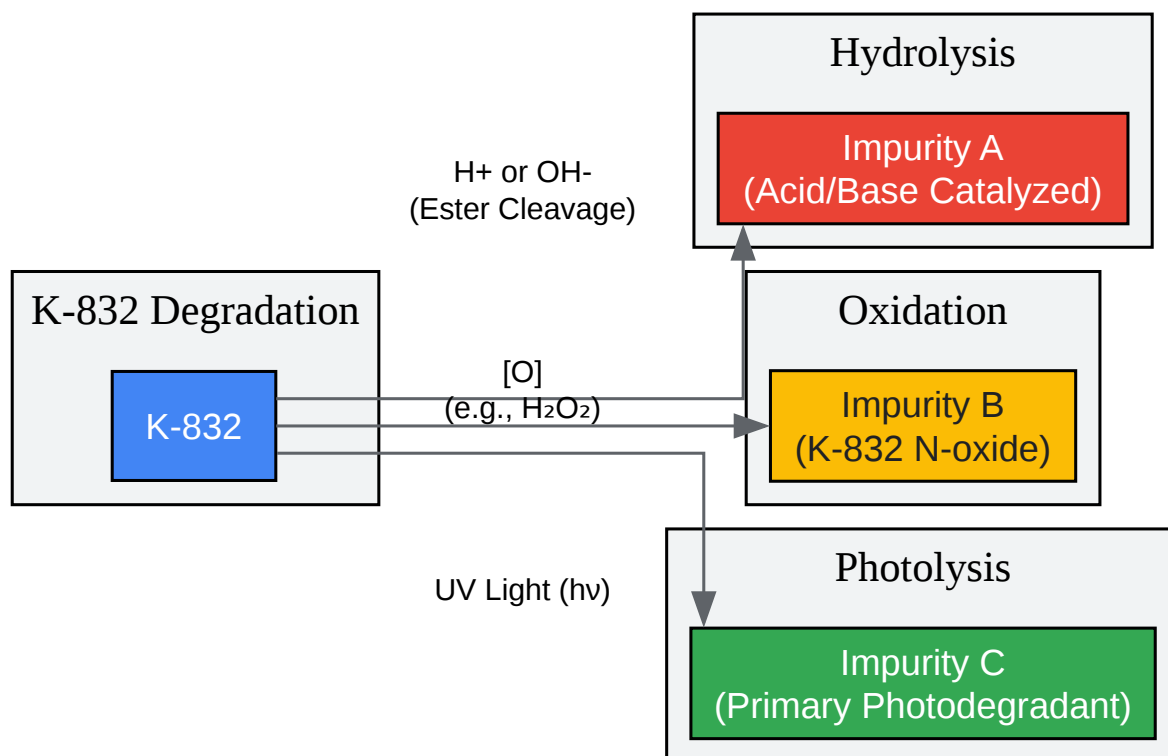 Hydrolysis
Impurity A
(Acid/Base Catalyzed)
H+ or OH-
(Ester Cleavage)
K-832 Degradation
K-832
[O]
(e.g., H₂O₂)
Oxidation
Impurity B
(K-832 N-oxide)
UV Light (hν)
Photolysis
Impurity C
(Primary Photodegradant)